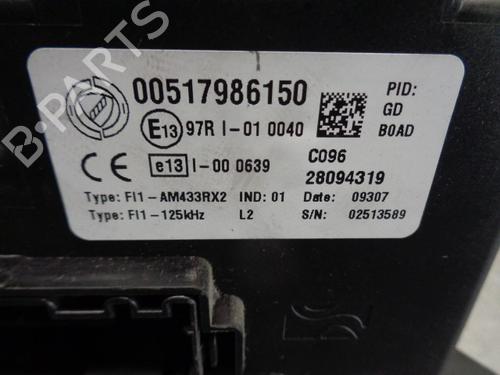 00517986150
PID:
GD
B0AD
E13 97R I-01 0040
CE e13 I-00 0639
C096
28094319
Type: FI1-AM433RX2 IND: 01 Date: 09307
Type: FI1-125kHz L2 S/N: 02513589
B-PARTS